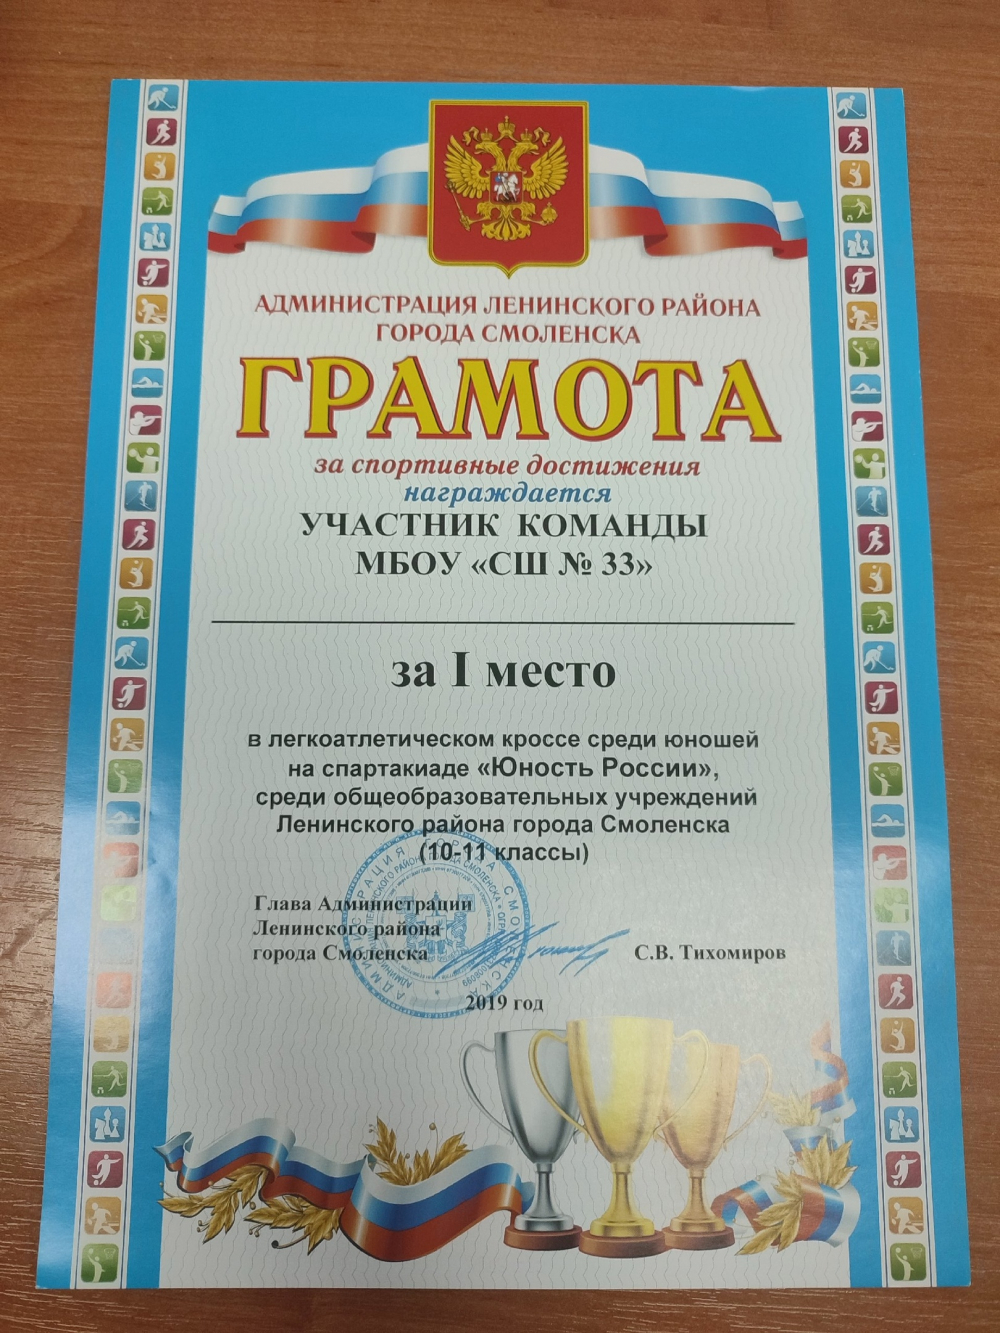 АДМИНИСТРАЦИЯ ЛЕНИНСКОГО РАЙОНА
ГОРОДА СМОЛЕНСКА
ГРАМОТА
за спортивные достижения
награждается
УЧАСТНИК КОМАНДЫ
МБОУ «СШ № 33»
за I место
в легкоатлетическом кроссе среди юношей
на спартакиаде «Юность России»,
среди общеобразовательных учреждений
Ленинского района города Смоленска
(10-11 классы)
Глава Администрации
Ленинского района
города Смоленска
С.В. Тихомиров
2019 год